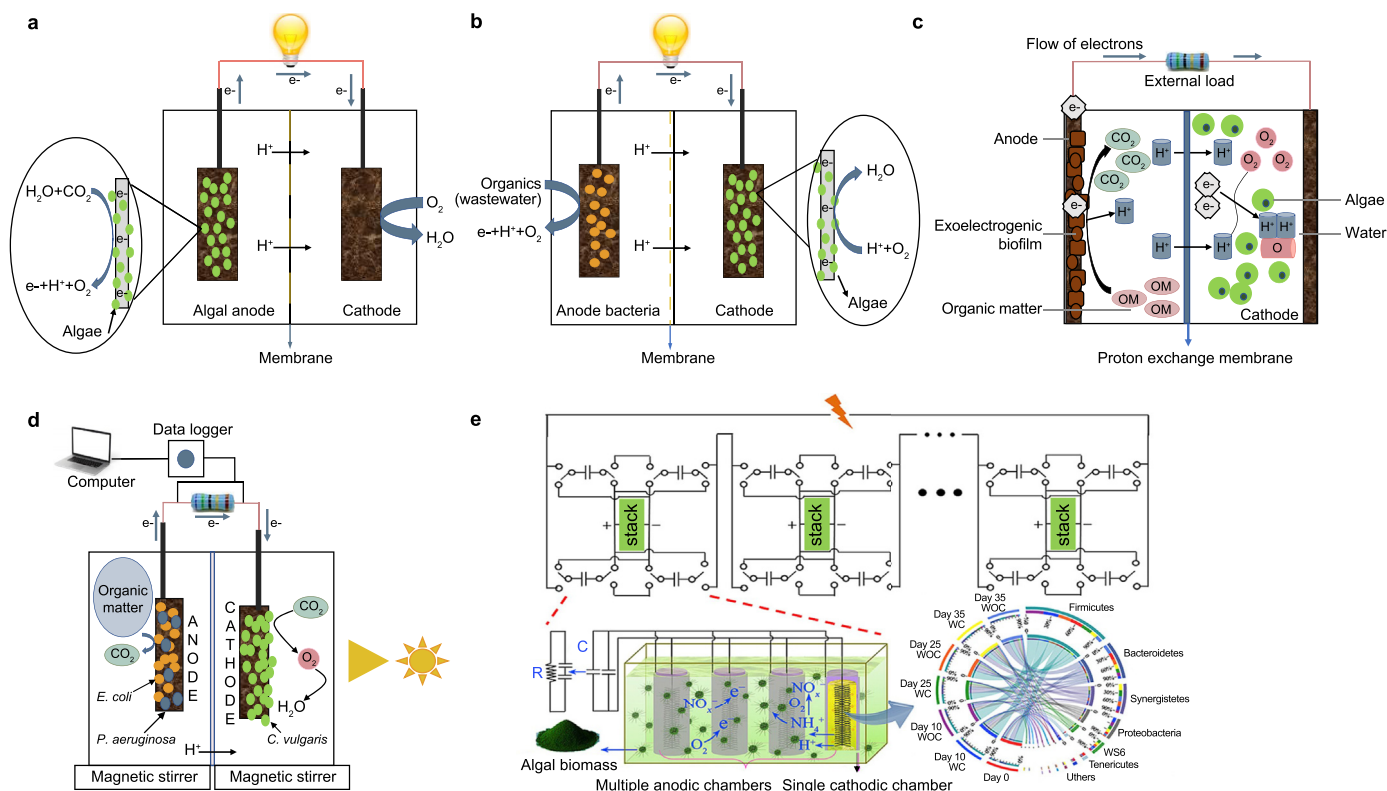 a
e-
e-
e-
H₂O+CO₂
e-
e-
e-
e-+H⁺+O₂
Algae
H⁺
H⁺
O₂
H₂O
Algal anode
Cathode
Membrane
b
e-
e-
e-
Organics
(wastewater)
e-+H⁺+O₂
H⁺
H⁺
e-
e-
e-
H₂O
H⁺+O₂
Algae
Anode bacteria
Cathode
Membrane
c
Flow of electrons
External load
e-
Anode
CO₂
CO₂
CO₂
H⁺
H⁺
O₂
O₂
O₂
e-
e-
e-
H⁺
Exoelectrogenic
biofilm
H⁺
H⁺
H⁺
H⁺
O
Algae
Water
OM
OM
OM
Organic matter
Cathode
Proton exchange membrane
d
Data logger
Computer
e-
e-
e-
Organic
matter
CO₂
ANODE
CATHODE
CO₂
O₂
H₂O
E. coli
P. aeruginosa
C. vulgaris
H⁺
Magnetic stirrer
Magnetic stirrer
e
+
stack
−
+
stack
−
+
stack
−
R
C
NOₓ⁻
e⁻
O₂
e⁻
NOₓ⁻
O₂
NH₄⁺
H⁺
Algal biomass
Multiple anodic chambers
Single cathodic chamber
Day 35
WOC
Day 35
WC
Day 25
WOC
Day 25
WC
Day 10
WOC
Day 10
WC
Day 0
Firmicutes
Bacteroidetes
Synergistetes
Proteobacteria
WS6
Tenericutes
Uthers